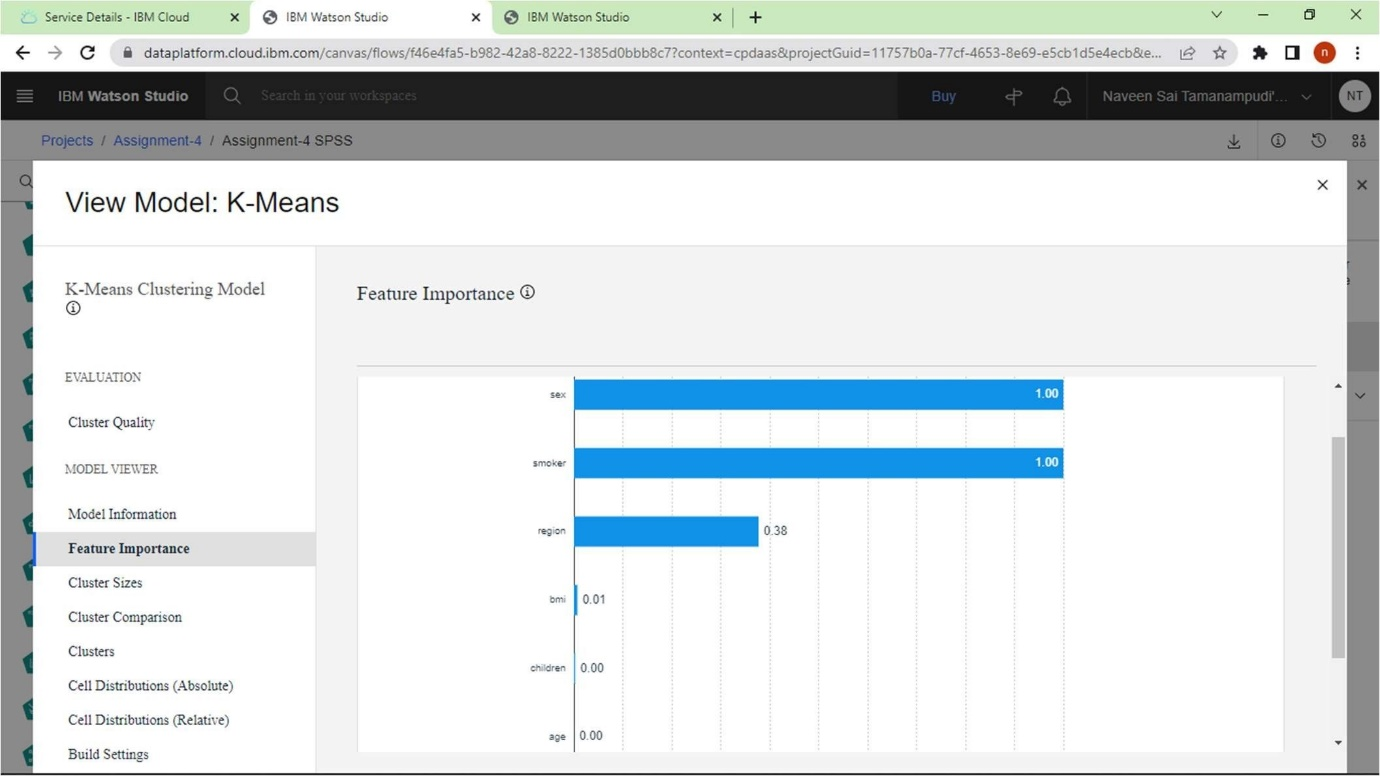 Service Details - IBM Cloud
IBM Watson Studio
IBM Watson Studio
dataplatform.cloud.ibm.com/canvas/flows/f46e4fa5-b982-42a8-8222-1385d0bbb8c7?context=cpdaas&projectGuid=11757b0a-77cf-4653-8e69-e5cb1d5e4ecb&e...
n
IBM Watson Studio
Search in your workspaces
Buy
Naveen Sai Tamanampudi'...
NT
Projects / Assignment-4 / Assignment-4 SPSS
View Model: K-Means
K-Means Clustering Model
EVALUATION
Cluster Quality
MODEL VIEWER
Model Information
Feature Importance
Cluster Sizes
Cluster Comparison
Clusters
Cell Distributions (Absolute)
Cell Distributions (Relative)
Build Settings
Feature Importance
sex 1.00
smoker 1.00
region 0.38
bmi 0.01
children 0.00
age 0.00